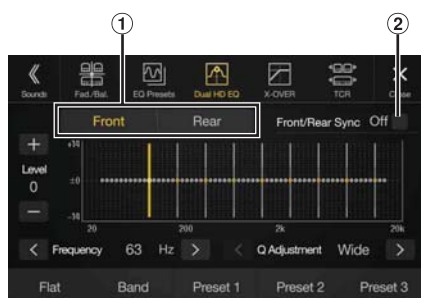 1 2
Sounds Fad./Bal. EQ Presets Dual HD EQ X-OVER TCR Close
Front Rear Front/Rear Sync Off
+ +14
Level
0 ±0
− -14
20 200 2k 20k
< Frequency 63 Hz > < Q Adjustment Wide >
Flat Band Preset 1 Preset 2 Preset 3